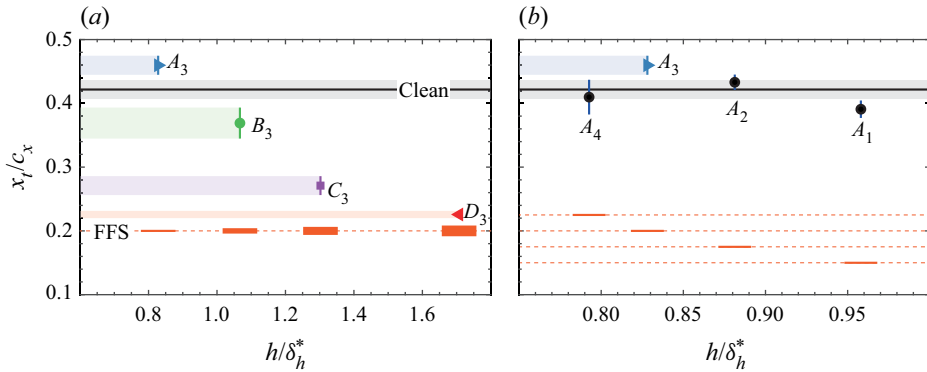 (a)
(b)
0.5
0.4
0.3
0.2
0.1
x_t/c_x
A_3
Clean
B_3
C_3
D_3
FFS
0.8 1.0 1.2 1.4 1.6
h/δ*_h
A_3
A_4
A_2
A_1
0.80 0.85 0.90 0.95
h/δ*_h